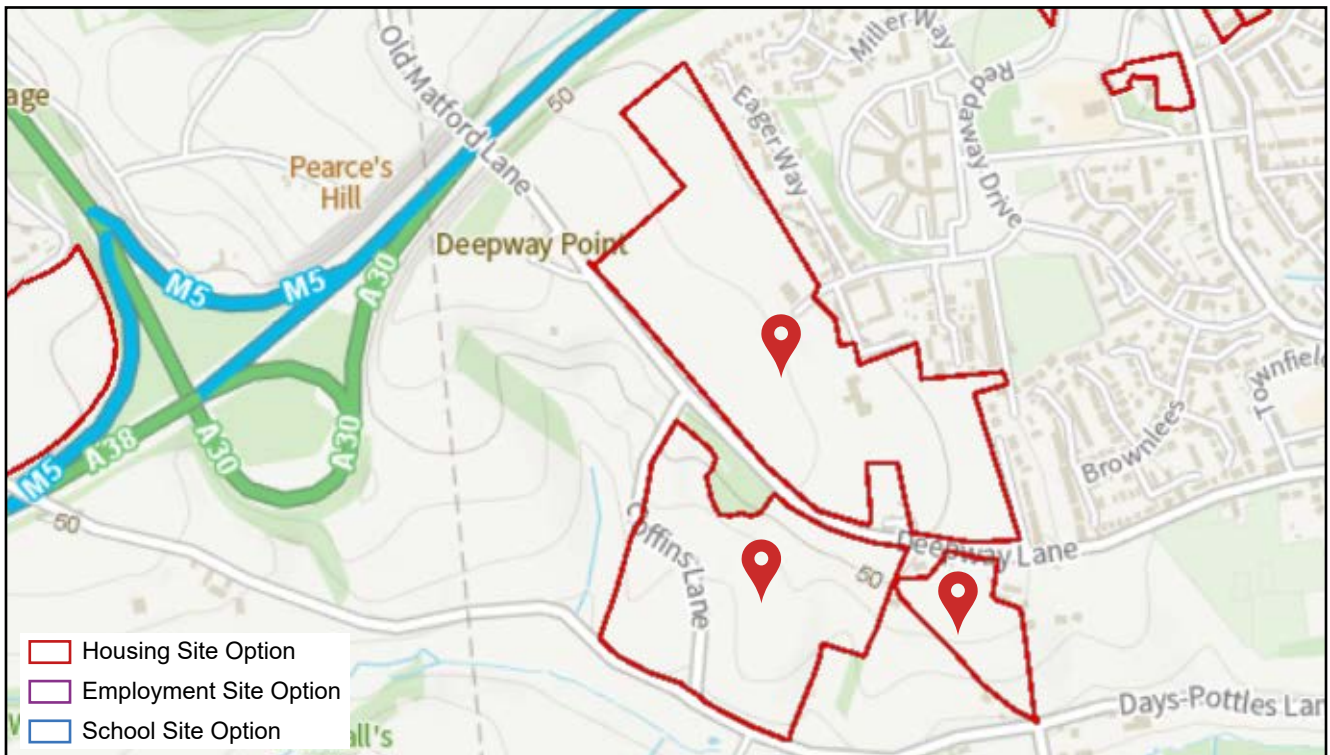 Old Matford Lane
Miller Way
Reddaway Drive
age
50
Eager Way
Pearce's
Hill
Deepway Point
M5
M5
A30
Townfiel
Brownlees
A38
A30
A30
M5
50
Coffins Lane
Deepway Lane
50
Housing Site Option
Employment Site Option
School Site Option
Days-Pottles Lan
W
all's